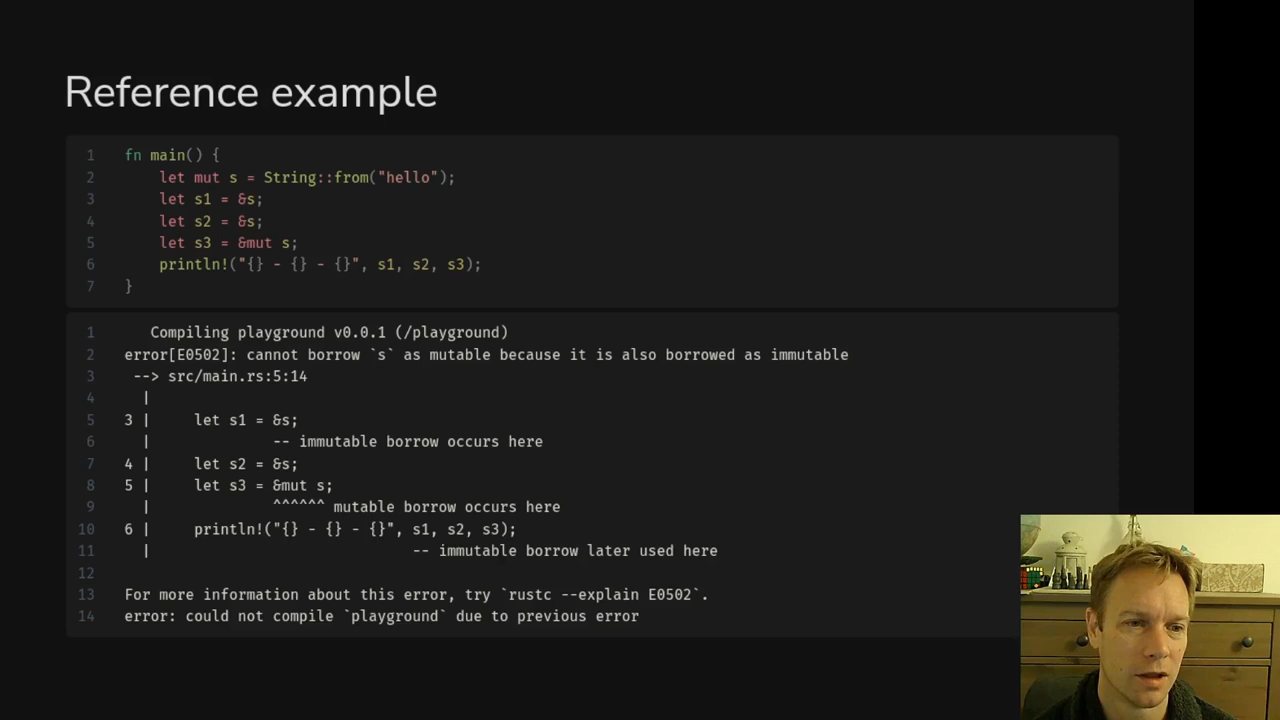 Reference example
1 fn main() {
2     let mut s = String::from("hello");
3     let s1 = &s;
4     let s2 = &s;
5     let s3 = &mut s;
6     println!("{} - {} - {}", s1, s2, s3);
7 }
1    Compiling playground v0.0.1 (/playground)
2 error[E0502]: cannot borrow `s` as mutable because it is also borrowed as immutable
3  --> src/main.rs:5:14
4   |
5 3 |     let s1 = &s;
6   |              -- immutable borrow occurs here
7 4 |     let s2 = &s;
8 5 |     let s3 = &mut s;
9   |              ^^^^^^ mutable borrow occurs here
10 6 |     println!("{} - {} - {}", s1, s2, s3);
11   |                              -- immutable borrow later used here
12
13 For more information about this error, try `rustc --explain E0502`.
14 error: could not compile `playground` due to previous error